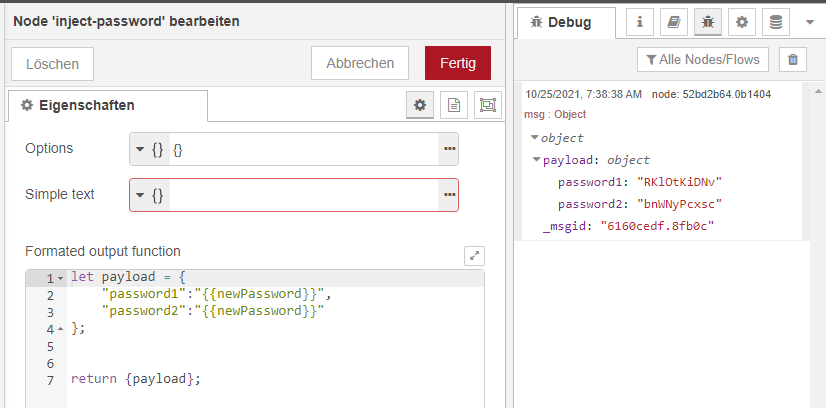 Node 'inject-password' bearbeiten
Löschen
Abbrechen
Fertig
Eigenschaften
Options
{} {}
Simple text
{}
Formated output function
1 let payload = {
2 "password1":"{{newPassword}}",
3 "password2":"{{newPassword}}"
4 };
5
6
7 return {payload};
Debug
Alle Nodes/Flows
10/25/2021, 7:38:38 AM node: 52bd2b64.0b1404
msg : Object
object
payload: object
password1: "RKlOtKiDNv"
password2: "bnWNyPcxsc"
_msgid: "6160cedf.8fb0c"